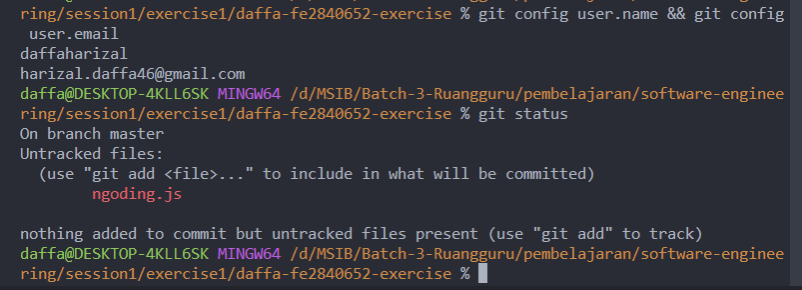 ring/session1/exercise1/daffa-fe2840652-exercise % git config user.name && git config
 user.email
daffaharizal
harizal.daffa46@gmail.com
daffa@DESKTOP-4KLL6SK MINGW64 /d/MSIB/Batch-3-Ruangguru/pembelajaran/software-enginee
ring/session1/exercise1/daffa-fe2840652-exercise % git status
On branch master
Untracked files:
  (use "git add <file>..." to include in what will be committed)
        ngoding.js

nothing added to commit but untracked files present (use "git add" to track)
daffa@DESKTOP-4KLL6SK MINGW64 /d/MSIB/Batch-3-Ruangguru/pembelajaran/software-enginee
ring/session1/exercise1/daffa-fe2840652-exercise %